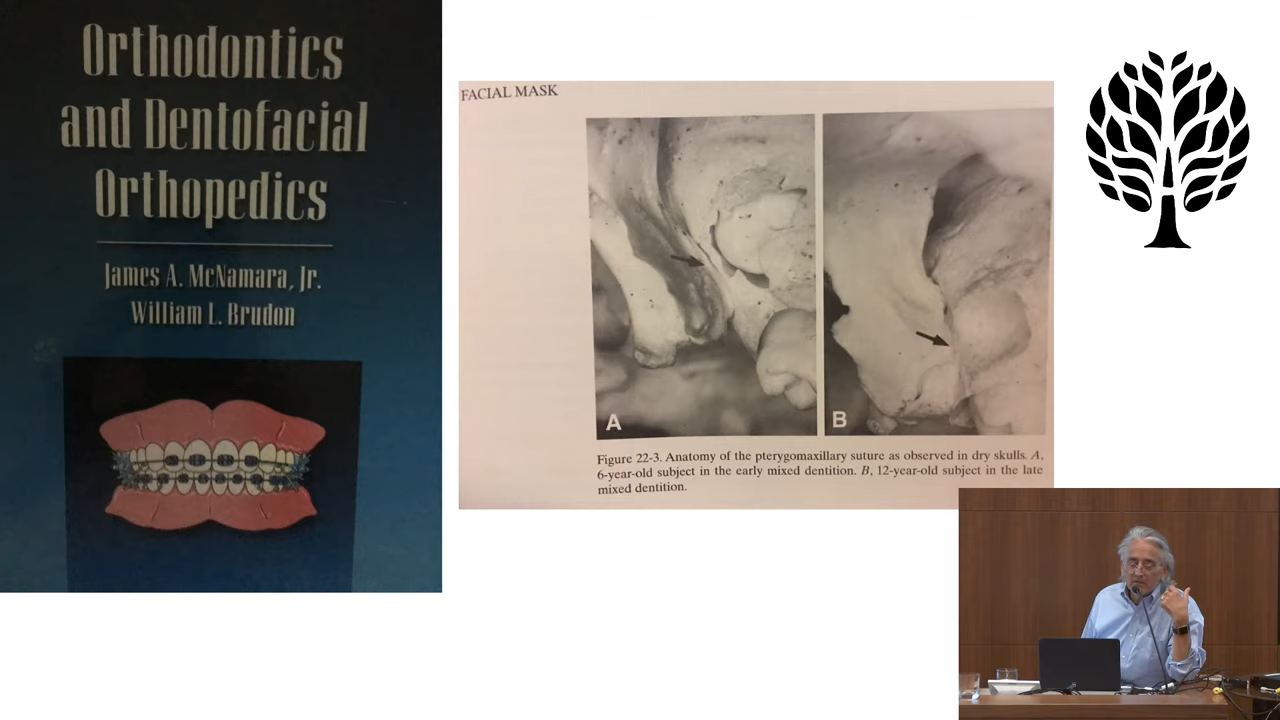 Orthodontics
and Dentofacial
Orthopedics
James A. McNamara, Jr.
William L. Brudon
FACIAL MASK
A
B
Figure 22-3. Anatomy of the pterygomaxillary suture as observed in dry skulls. A,
6-year-old subject in the early mixed dentition. B, 12-year-old subject in the late
mixed dentition.